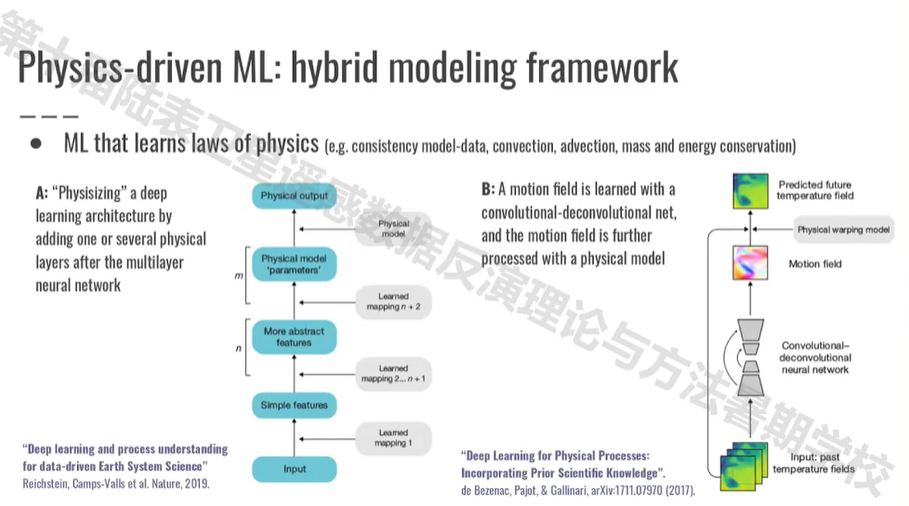 Physics-driven ML: hybrid modeling framework
● ML that learns laws of physics (e.g. consistency model-data, convection, advection, mass and energy conservation)
A: “Physisizing” a deep
learning architecture by
adding one or several physical
layers after the multilayer
neural network
Physical output
Physical
model
Physical model
‘parameters’
m
Learned
mapping n + 2
More abstract
features
n
Learned
mapping 2... n + 1
Simple features
Learned
mapping 1
Input
“Deep learning and process understanding
for data-driven Earth System Science”
Reichstein, Camps-Valls et al. Nature, 2019.
B: A motion field is learned with a
convolutional-deconvolutional net,
and the motion field is further
processed with a physical model
Predicted future
temperature field
Physical warping model
Motion field
Convolutional–
deconvolutional
neural network
Input: past
temperature fields
“Deep Learning for Physical Processes:
Incorporating Prior Scientific Knowledge”.
de Bezenac, Pajot, & Gallinari, arXiv:1711.07970 (2017).
第十届陆表卫星遥感数据反演理论与方法暑期学校